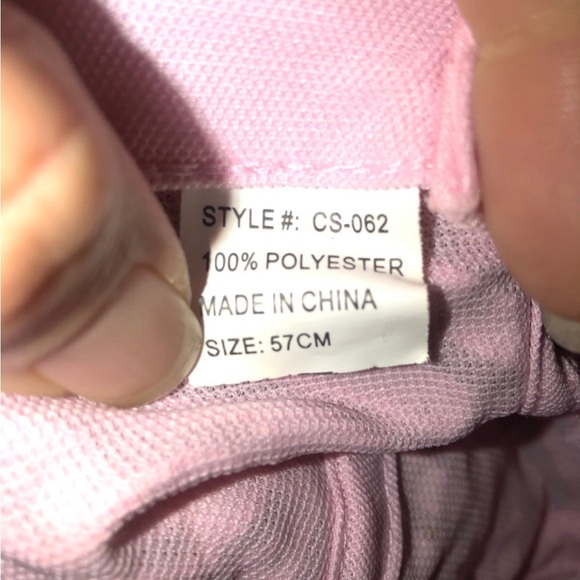 STYLE #: CS-062
100% POLYESTER
MADE IN CHINA
SIZE: 57CM